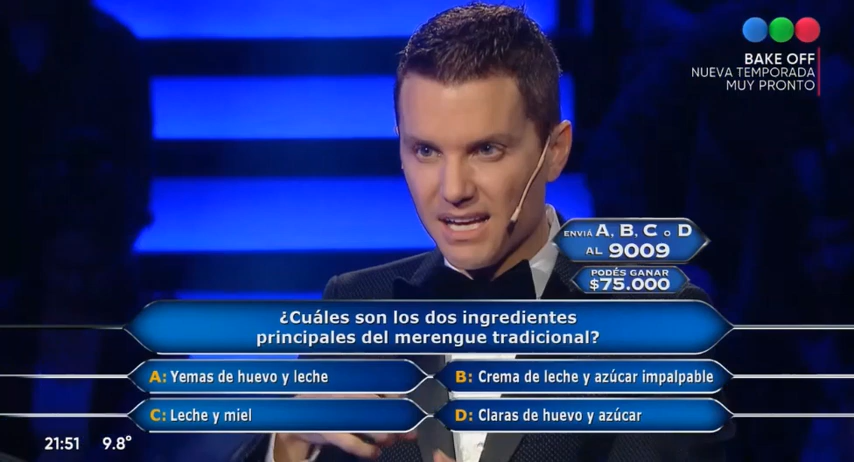 BAKE OFF
NUEVA TEMPORADA
MUY PRONTO
ENVIÁ A, B, C O D
AL 9009
PODÉS GANAR
$75.000
¿Cuáles son los dos ingredientes
principales del merengue tradicional?
A: Yemas de huevo y leche
B: Crema de leche y azúcar impalpable
C: Leche y miel
D: Claras de huevo y azúcar
21:51 9.8°